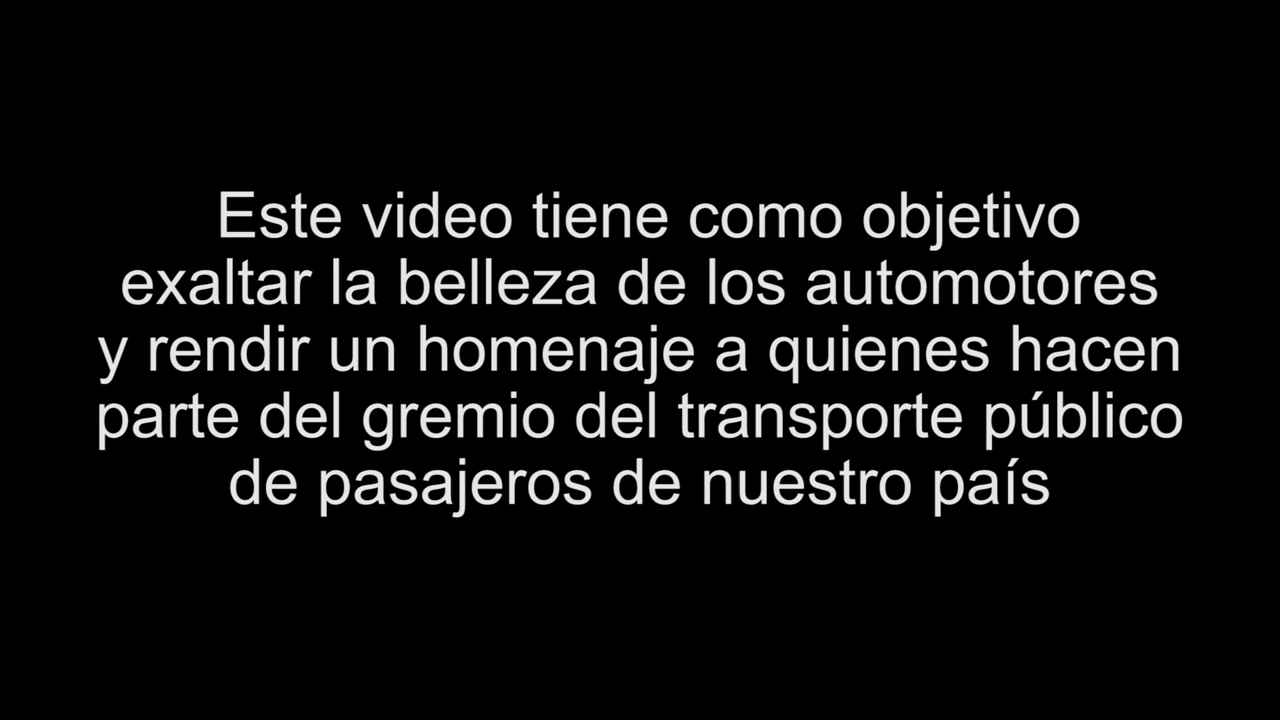 Este video tiene como objetivo
exaltar la belleza de los automotores
y rendir un homenaje a quienes hacen
parte del gremio del transporte público
de pasajeros de nuestro país